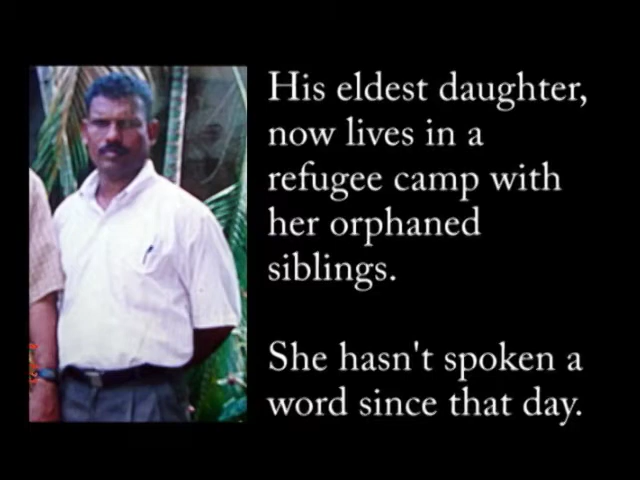 His eldest daughter,
now lives in a
refugee camp with
her orphaned
siblings.
She hasn't spoken a
word since that day.